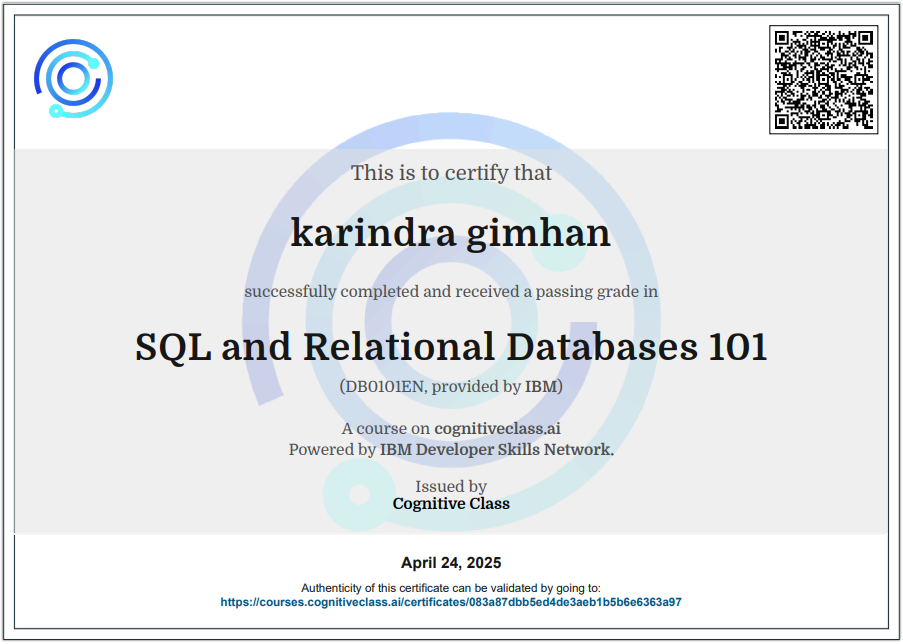 This is to certify that
karindra gimhan
successfully completed and received a passing grade in
SQL and Relational Databases 101
(DB0101EN, provided by IBM)
A course on cognitiveclass.ai
Powered by IBM Developer Skills Network.
Issued by
Cognitive Class
April 24, 2025
Authenticity of this certificate can be validated by going to:
https://courses.cognitiveclass.ai/certificates/083a87dbb5ed4de3aeb1b5b6e6363a97